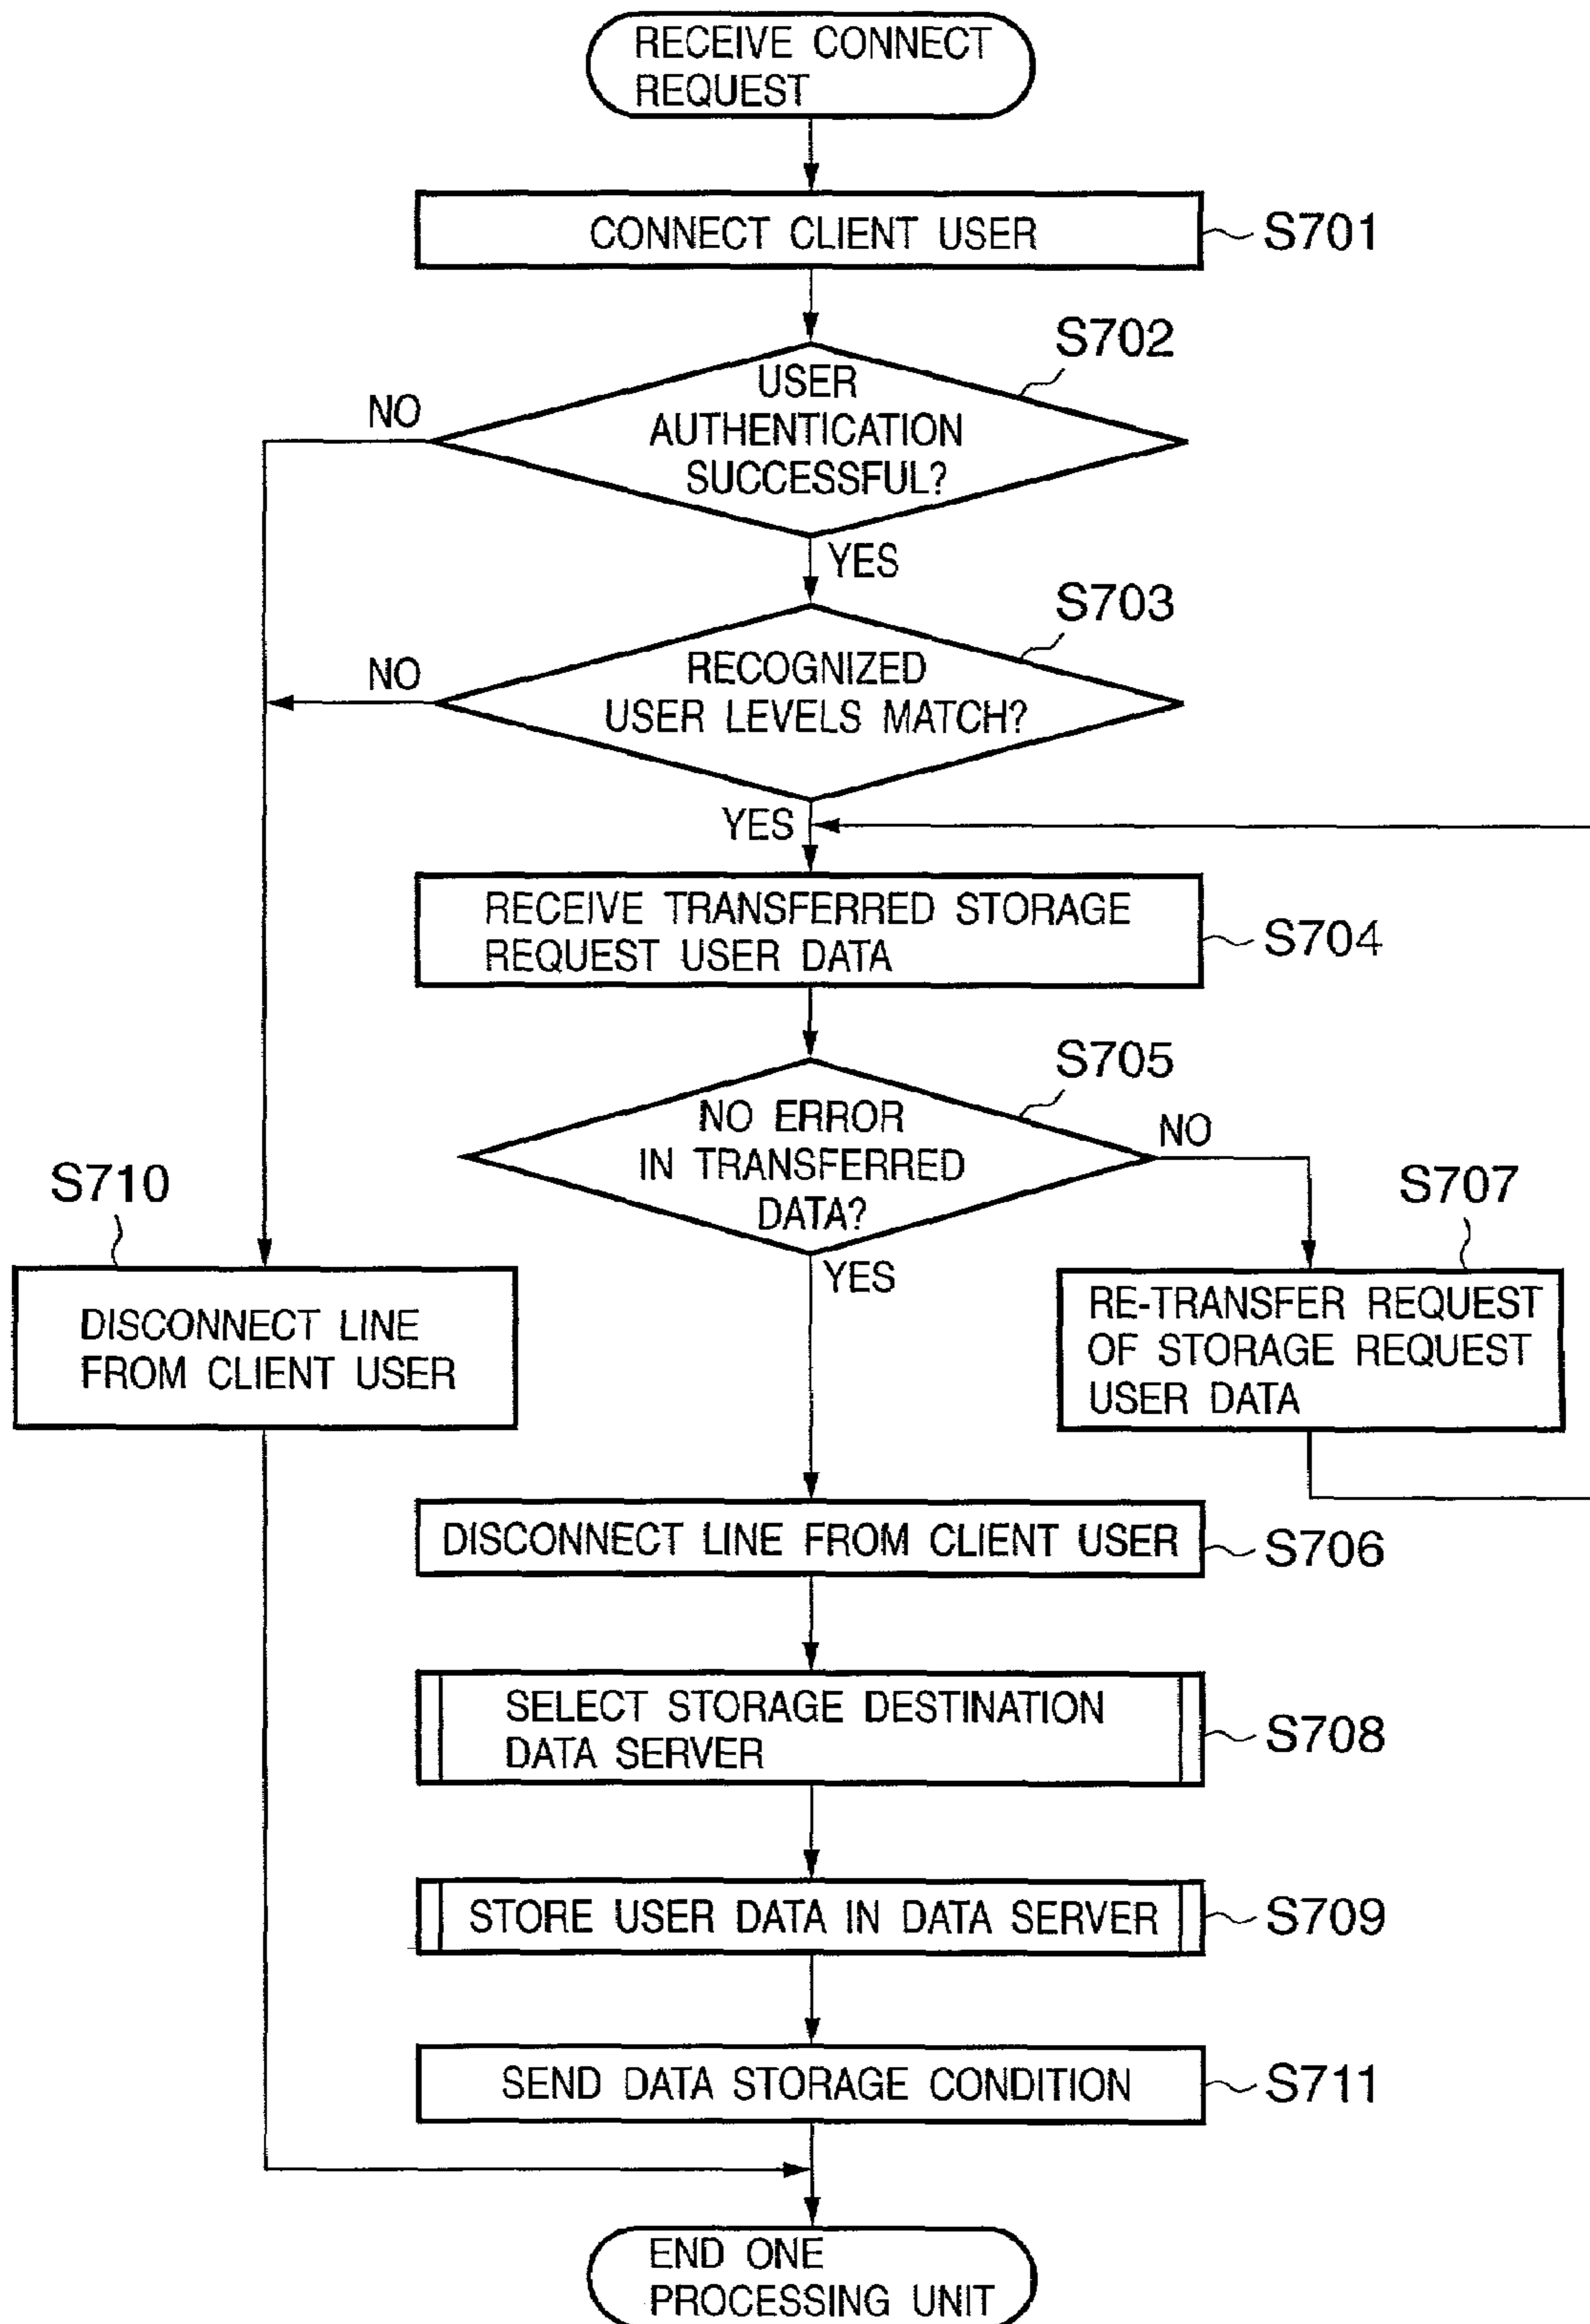 RECEIVE CONNECT
REQUEST
CONNECT CLIENT USER
S701
S702
USER
AUTHENTICATION
SUCCESSFUL?
NO
YES
S703
RECOGNIZED
USER LEVELS MATCH?
NO
YES
RECEIVE TRANSFERRED STORAGE
REQUEST USER DATA
S704
S705
NO ERROR
IN TRANSFERRED
DATA?
NO
YES
S710
DISCONNECT LINE
FROM CLIENT USER
S707
RE-TRANSFER REQUEST
OF STORAGE REQUEST
USER DATA
DISCONNECT LINE FROM CLIENT USER
S706
SELECT STORAGE DESTINATION
DATA SERVER
S708
STORE USER DATA IN DATA SERVER
S709
SEND DATA STORAGE CONDITION
S711
END ONE
PROCESSING UNIT